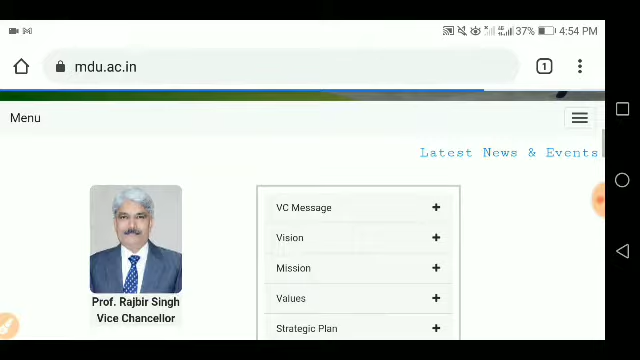 37% 4:54 PM
mdu.ac.in 1
Menu
Latest News & Events
VC Message +
Vision +
Mission +
Values +
Strategic Plan +
Prof. Rajbir Singh
Vice Chancellor